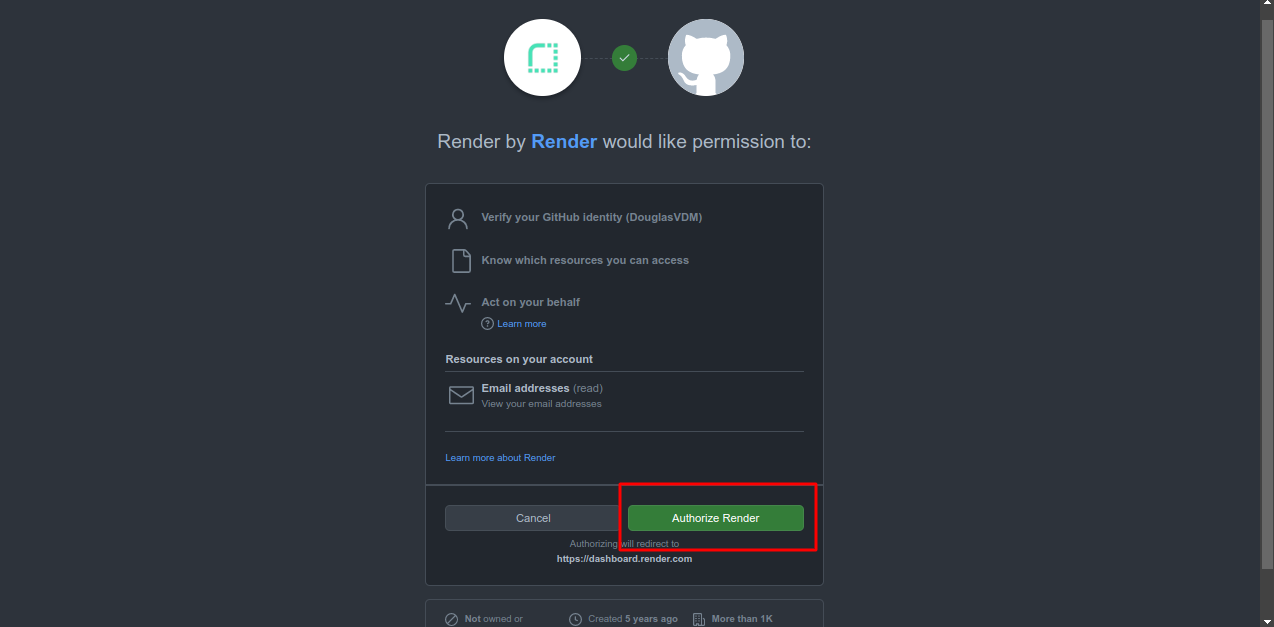 Render by Render would like permission to:
Verify your GitHub identity (DouglasVDM)
Know which resources you can access
Act on your behalf
? Learn more
Resources on your account
Email addresses (read)
View your email addresses
Learn more about Render
Cancel
Authorize Render
Authorizing will redirect to
https://dashboard.render.com
Not owned or
Created 5 years ago
More than 1K